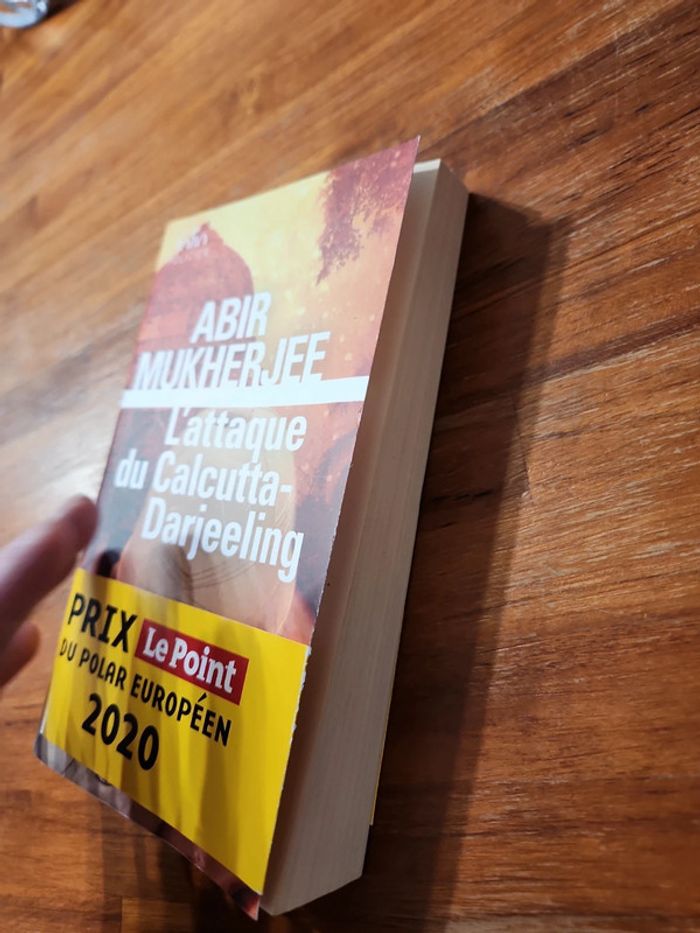 ABIR
MUKHERJEE
L'attaque
du Calcutta-
Darjeeling
PRIX Le Point
DU POLAR EUROPÉEN
2020